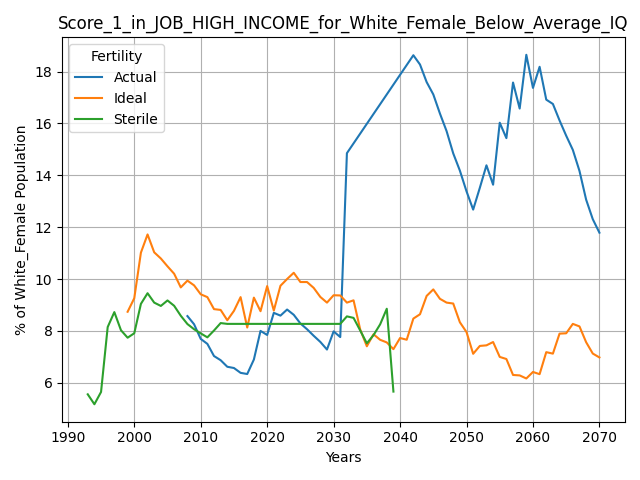 Score_1_in_JOB_HIGH_INCOME_for_White_Female_Below_Average_IQ
Fertility
Actual
Ideal
Sterile
% of White_Female Population
18
16
14
12
10
8
6
1990 2000 2010 2020 2030 2040 2050 2060 2070
Years